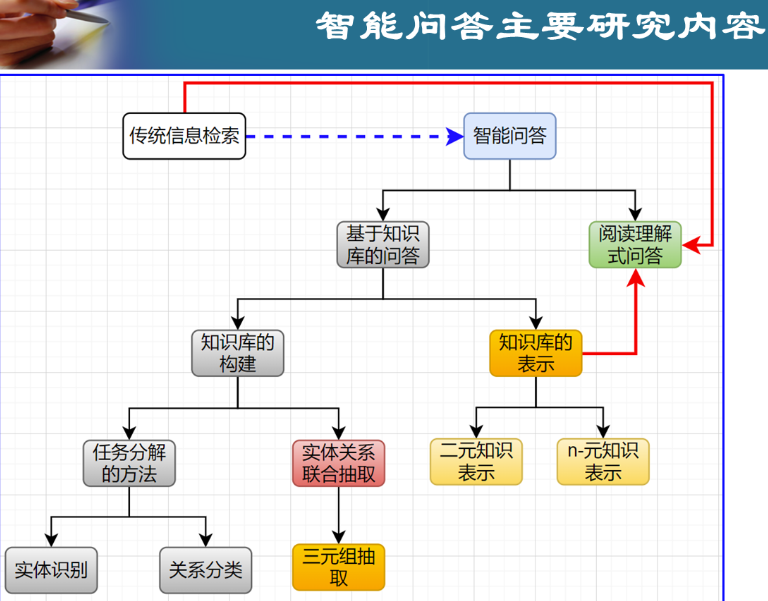 智能问答主要研究内容
传统信息检索
智能问答
基于知识
库的问答
阅读理解
式问答
知识库的
构建
知识库的
表示
任务分解
的方法
实体关系
联合抽取
二元知识
表示
n-元知识
表示
实体识别
关系分类
三元组抽
取